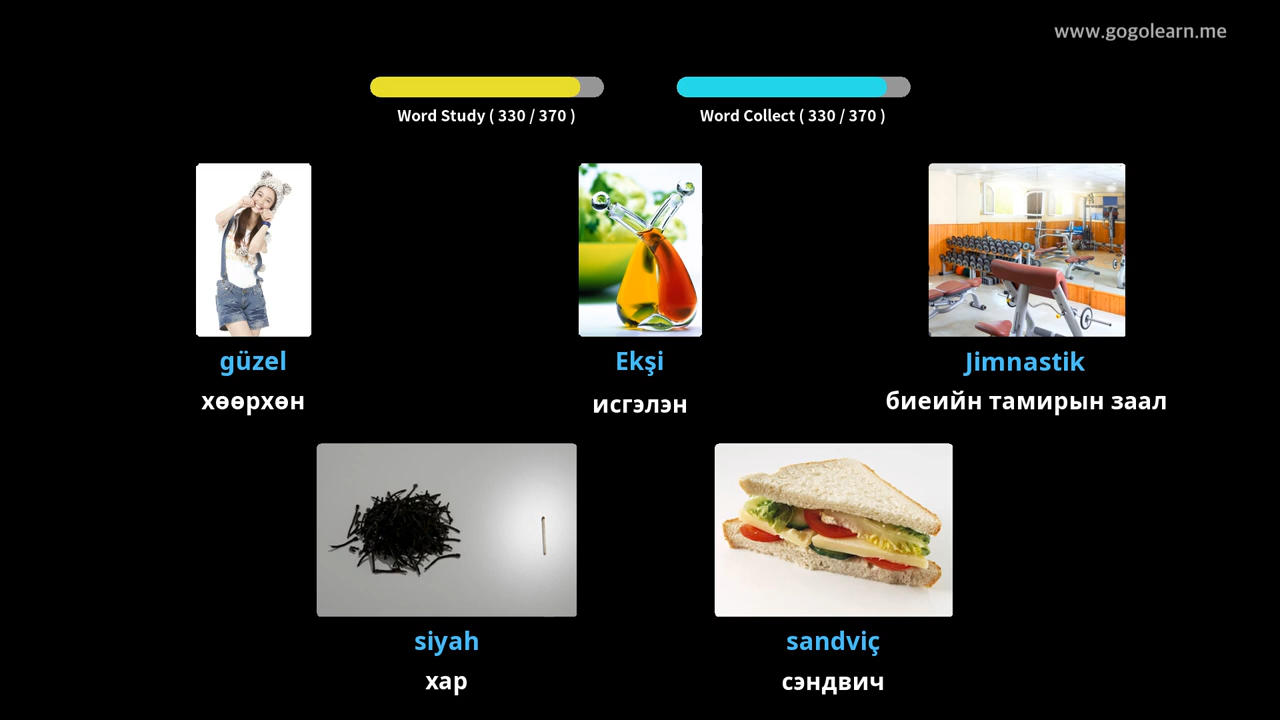 www.gogolearn.me
Word Study ( 330 / 370 )
Word Collect ( 330 / 370 )
güzel
хөөрхөн
Ekşi
исгэлэн
Jimnastik
биеийн тамирын заал
siyah
хар
sandviç
сэндвич